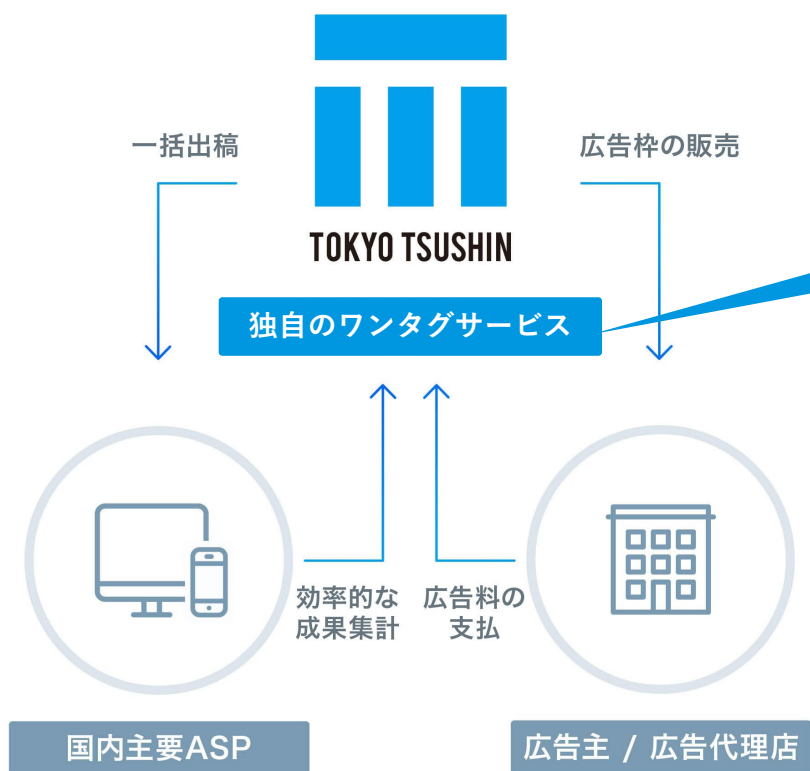 一括出稿
広告枠の販売
TOKYO TSUSHIN
独自のワンタグサービス
効率的な
成果集計
広告料の
支払
国内主要ASP
広告主 / 広告代理店